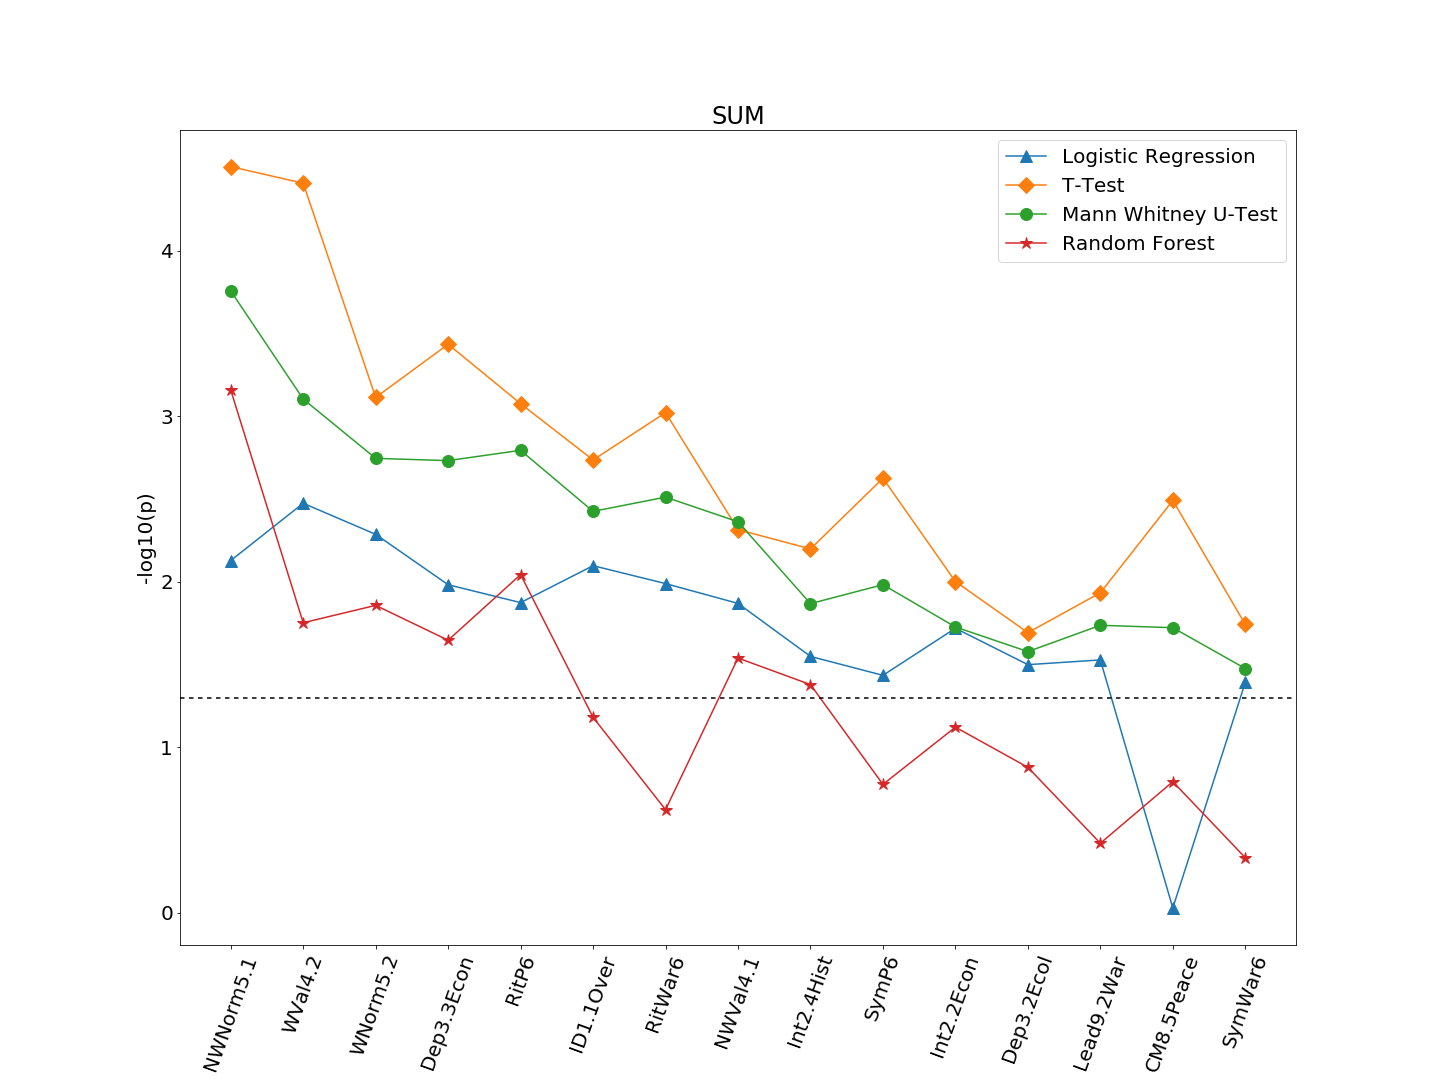 SUM
Logistic Regression
T-Test
Mann Whitney U-Test
Random Forest
-log10(p)
4
3
2
1
0
NWNorm5.1
WVal4.2
WNorm5.2
Dep3.3Econ
RitP6
ID1.1Over
RitWar6
NWVal4.1
Int2.4Hist
SymP6
Int2.2Econ
Dep3.2Ecol
Lead9.2War
CM8.5Peace
SymWar6